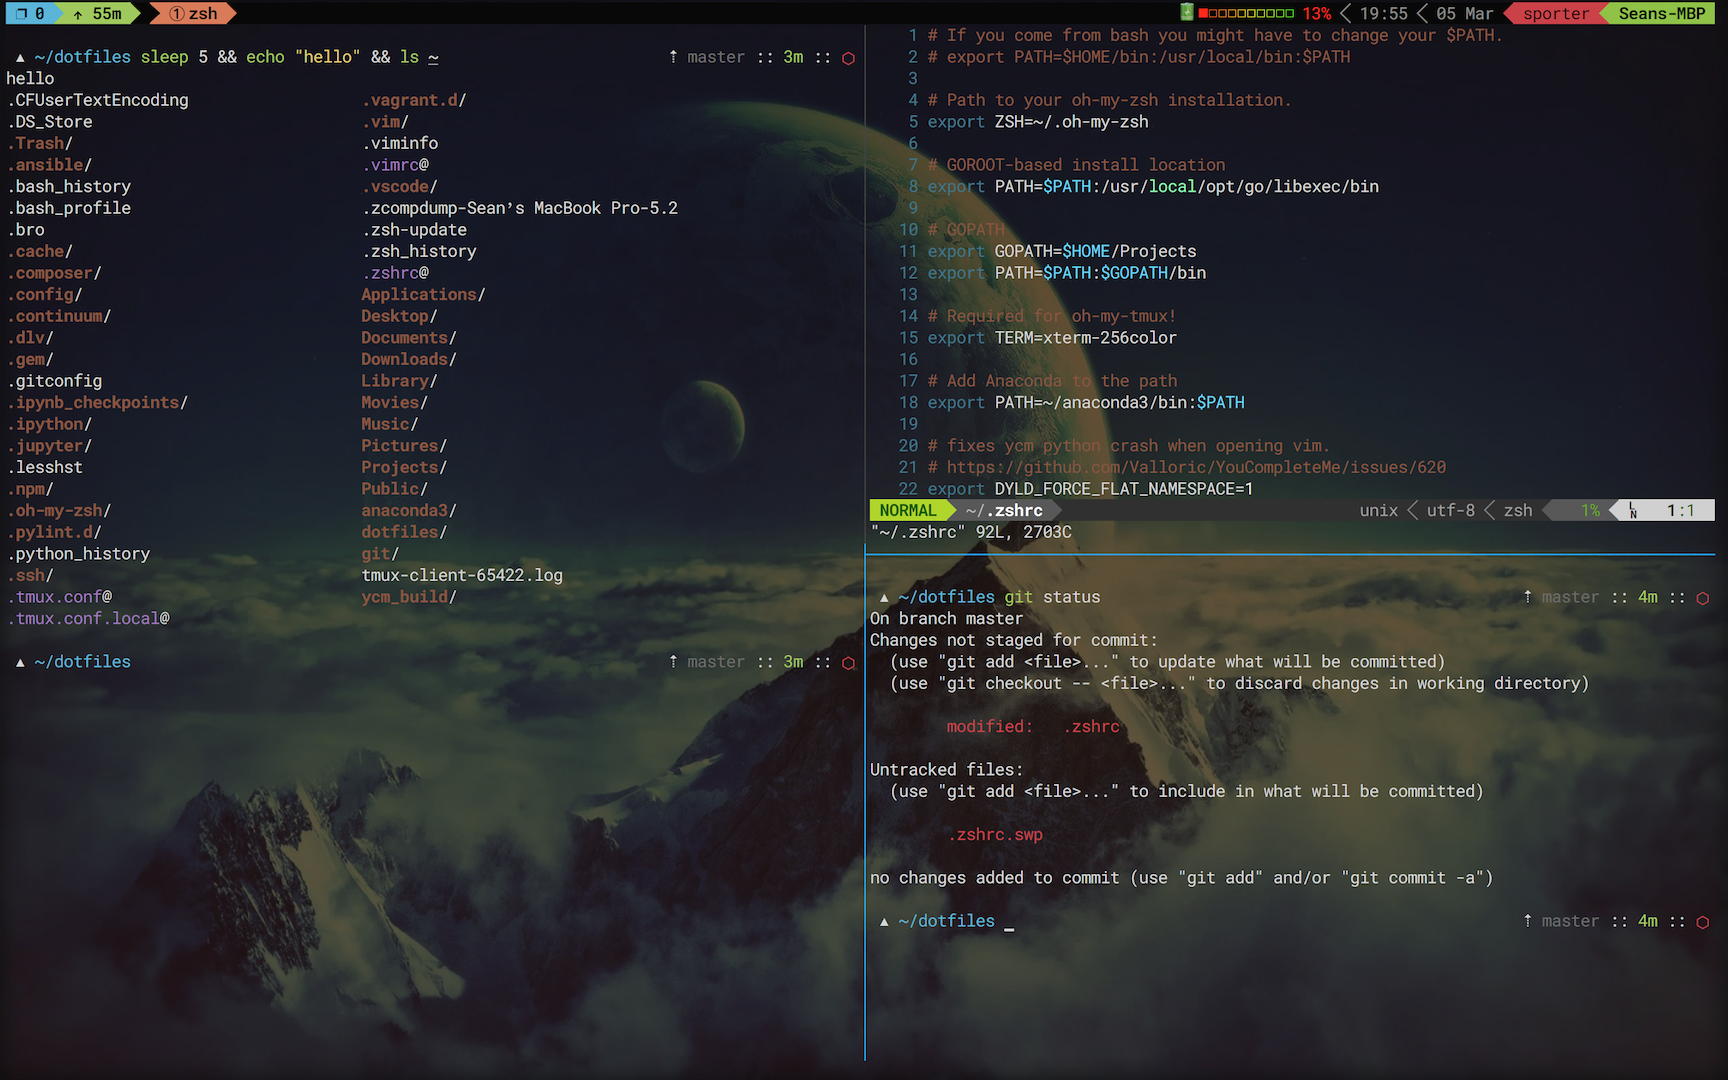 0 ↑ 55m ① zsh 13% 19:55 05 Mar sporter Seans-MBP
▲ ~/dotfiles sleep 5 && echo "hello" && ls ~ ⇡ master :: 3m :: ⬡
hello
.CFUserTextEncoding .vagrant.d/
.DS_Store .vim/
.Trash/ .viminfo
.ansible/ .vimrc@
.bash_history .vscode/
.bash_profile .zcompdump-Sean’s MacBook Pro-5.2
.bro .zsh-update
.cache/ .zsh_history
.composer/ .zshrc@
.config/ Applications/
.continuum/ Desktop/
.dlv/ Documents/
.gem/ Downloads/
.gitconfig Library/
.ipynb_checkpoints/ Movies/
.ipython/ Music/
.jupyter/ Pictures/
.lesshst Projects/
.npm/ Public/
.oh-my-zsh/ anaconda3/
.pylint.d/ dotfiles/
.python_history git/
.ssh/ tmux-client-65422.log
.tmux.conf@ ycm_build/
.tmux.conf.local@
▲ ~/dotfiles ⇡ master :: 3m :: ⬡
1 # If you come from bash you might have to change your $PATH.
2 # export PATH=$HOME/bin:/usr/local/bin:$PATH
3
4 # Path to your oh-my-zsh installation.
5 export ZSH=~/.oh-my-zsh
6
7 # GOROOT-based install location
8 export PATH=$PATH:/usr/local/opt/go/libexec/bin
9
10 # GOPATH
11 export GOPATH=$HOME/Projects
12 export PATH=$PATH:$GOPATH/bin
13
14 # Required for oh-my-tmux!
15 export TERM=xterm-256color
16
17 # Add Anaconda to the path
18 export PATH=~/anaconda3/bin:$PATH
19
20 # fixes ycm python crash when opening vim.
21 # https://github.com/Valloric/YouCompleteMe/issues/620
22 export DYLD_FORCE_FLAT_NAMESPACE=1
NORMAL ~/.zshrc unix utf-8 zsh 1% LN 1:1
"~/.zshrc" 92L, 2703C
▲ ~/dotfiles git status ⇡ master :: 4m :: ⬡
On branch master
Changes not staged for commit:
(use "git add <file>..." to update what will be committed)
(use "git checkout -- <file>..." to discard changes in working directory)
modified: .zshrc
Untracked files:
(use "git add <file>..." to include in what will be committed)
.zshrc.swp
no changes added to commit (use "git add" and/or "git commit -a")
▲ ~/dotfiles _ ⇡ master :: 4m :: ⬡